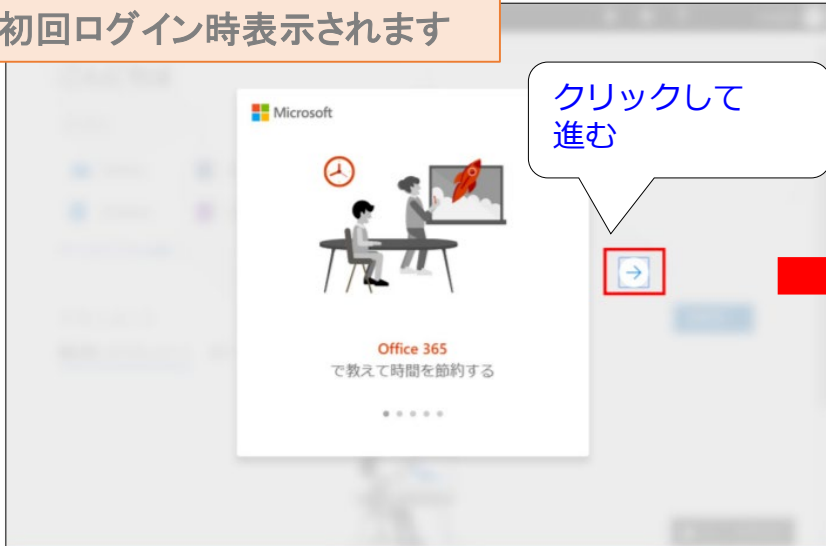 初回ログイン時表示されます
クリックして
進む
Microsoft
Office 365
で教えて時間を節約する